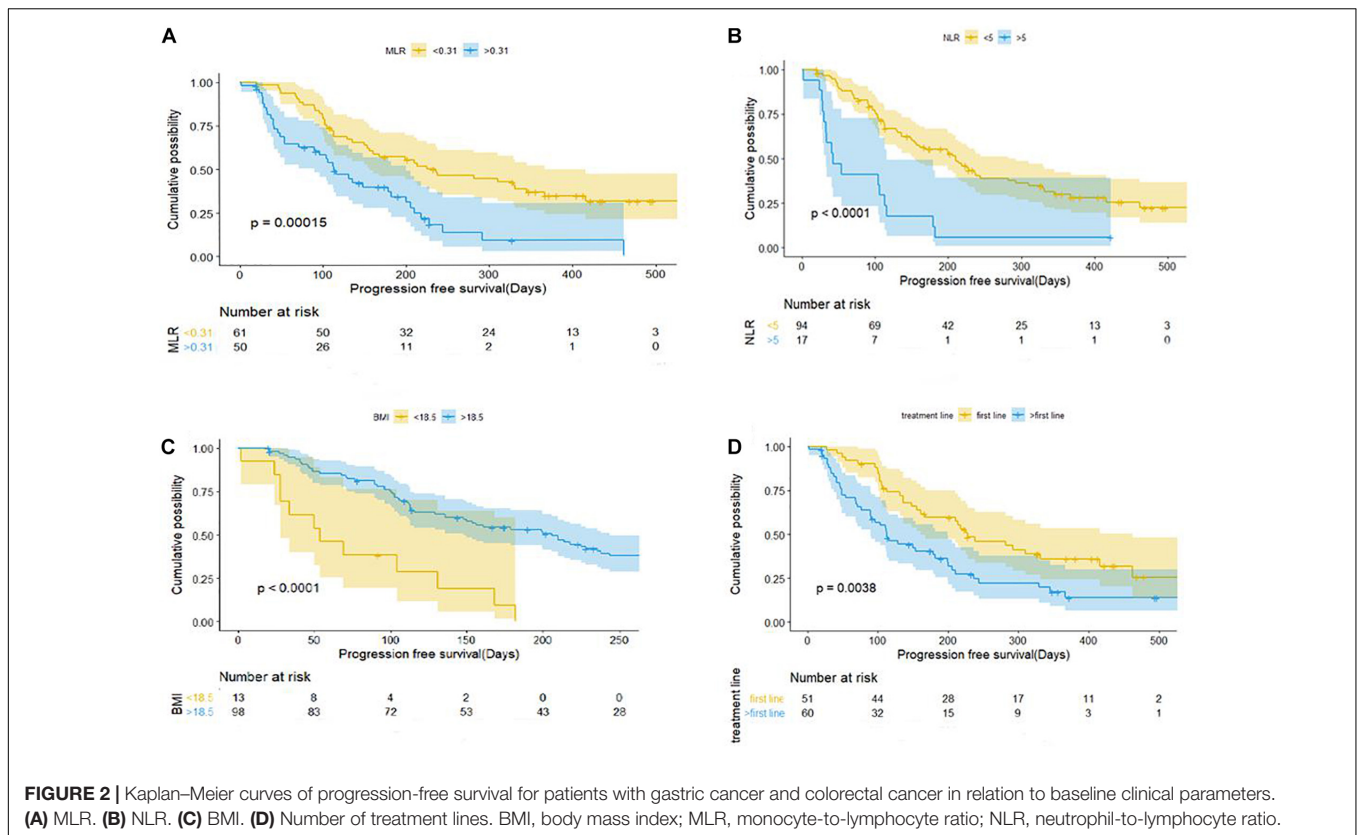 A
MLR <0.31 >0.31
Cumulative possibility
1.00
0.75
0.50
0.25
0.00
p = 0.00015
0 100 200 300 400 500
Progression free survival(Days)
Number at risk
MLR
<0.31 61 50 32 24 13 3
>0.31 50 26 11 2 1 0
B
NLR <5 >5
Cumulative possibility
1.00
0.75
0.50
0.25
0.00
p < 0.0001
0 100 200 300 400 500
Progression free survival(Days)
Number at risk
NLR
<5 94 69 42 25 13 3
>5 17 7 1 1 1 0
C
BMI <18.5 >18.5
Cumulative possibility
1.00
0.75
0.50
0.25
0.00
p < 0.0001
0 50 100 150 200 250
Progression free survival(Days)
Number at risk
BMI
<18.5 13 8 4 2 0 0
>18.5 98 83 72 53 43 28
D
treatment line first line >first line
Cumulative possibility
1.00
0.75
0.50
0.25
0.00
p = 0.0038
0 100 200 300 400 500
Progression free survival(Days)
Number at risk
treatment line
first line 51 44 28 17 11 2
>first line 60 32 15 9 3 1
FIGURE 2 | Kaplan–Meier curves of progression-free survival for patients with gastric cancer and colorectal cancer in relation to baseline clinical parameters.
(A) MLR. (B) NLR. (C) BMI. (D) Number of treatment lines. BMI, body mass index; MLR, monocyte-to-lymphocyte ratio; NLR, neutrophil-to-lymphocyte ratio.